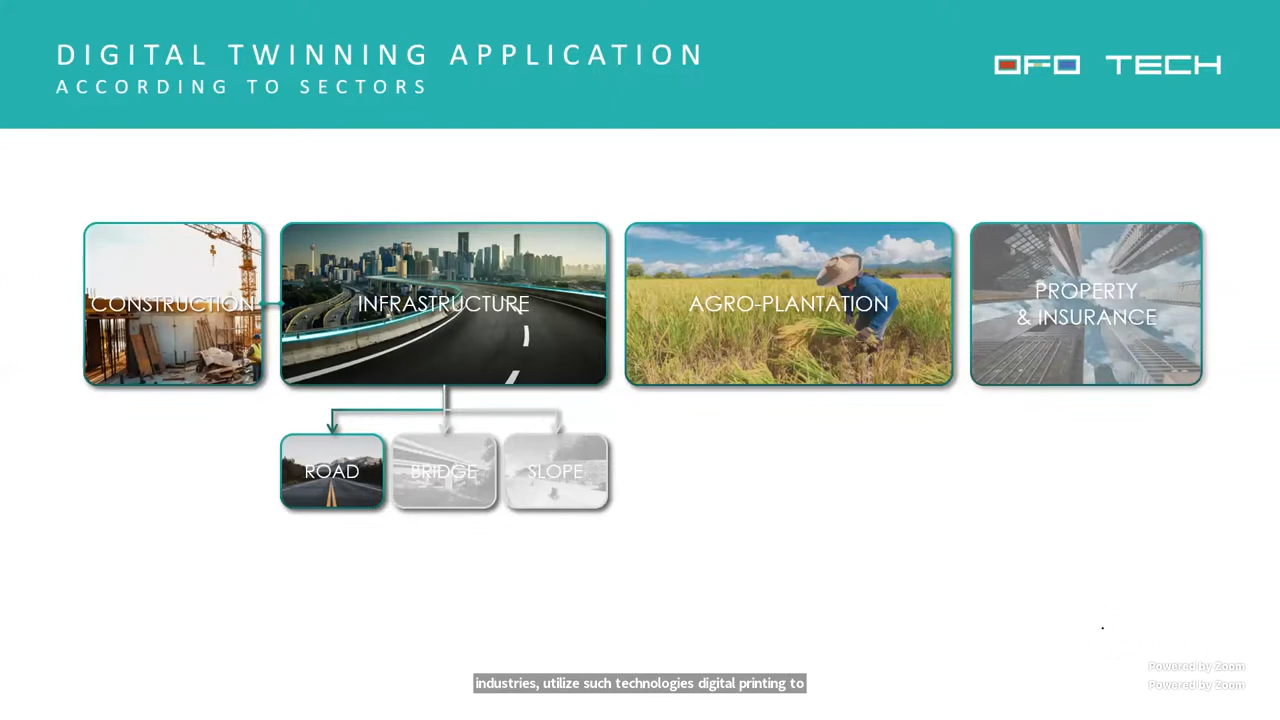 DIGITAL TWINNING APPLICATION
ACCORDING TO SECTORS
OFO TECH
CONSTRUCTION
INFRASTRUCTURE
AGRO-PLANTATION
PROPERTY
& INSURANCE
ROAD
BRIDGE
SLOPE
industries, utilize such technologies digital printing to
Powered by Zoom
Powered by Zoom